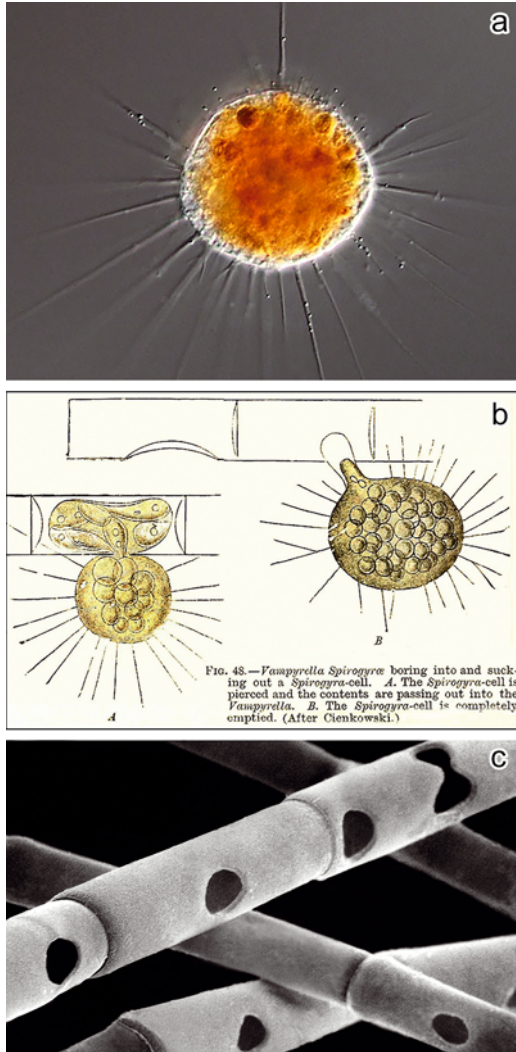 a
b
B
FIG. 48.—Vampyrella Spirogyræ boring into and suck-
ing out a Spirogyra-cell. A. The Spirogyra-cell is
pierced and the contents are passing out into the
Vampyrella. B. The Spirogyra-cell is completely
emptied. (After Cienkowski.)
A
c